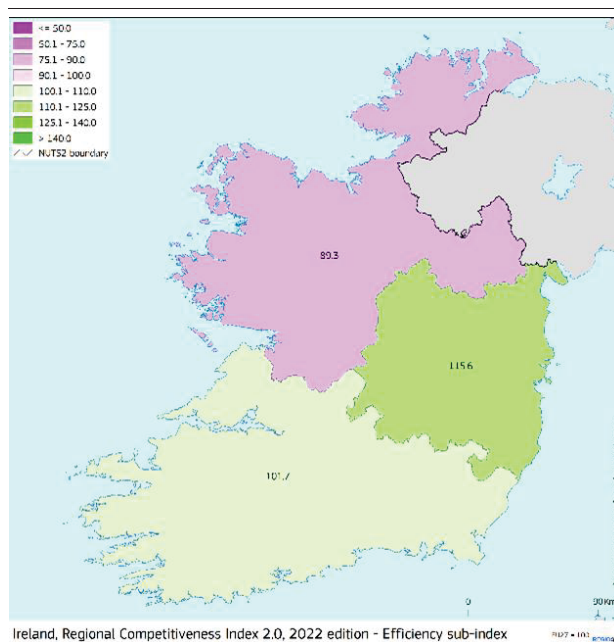 <= 50.0
50.1 - 75.0
75.1 - 90.0
90.1 - 100.0
100.1 - 110.0
110.1 - 125.0
125.1 - 140.0
> 140.0
NUTS2 boundary
89.3
115.6
101.7
0 90Km
Ireland, Regional Competitiveness Index 2.0, 2022 edition - Efficiency sub-index